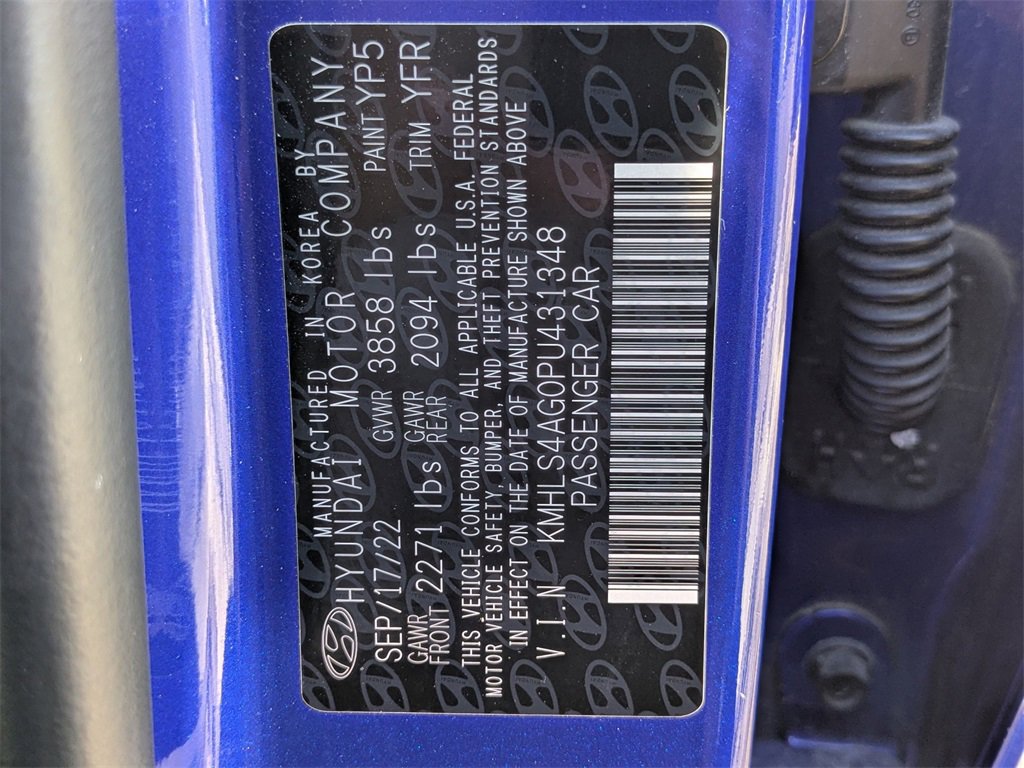 MANUFACTURED IN KOREA BY
HYUNDAI MOTOR COMPANY
SEP/17/22 GVWR 3858 lbs PAINT YP5
GAWR FRONT 2271 lbs GAWR REAR 2094 lbs TRIM YFR
THIS VEHICLE CONFORMS TO ALL APPLICABLE U.S.A. FEDERAL
MOTOR VEHICLE SAFETY BUMPER, AND THEFT PREVENTION STANDARDS
IN EFFECT ON THE DATE OF MANUFACTURE SHOWN ABOVE
V.I.N KMHLS4AG0PU431348
PASSENGER CAR